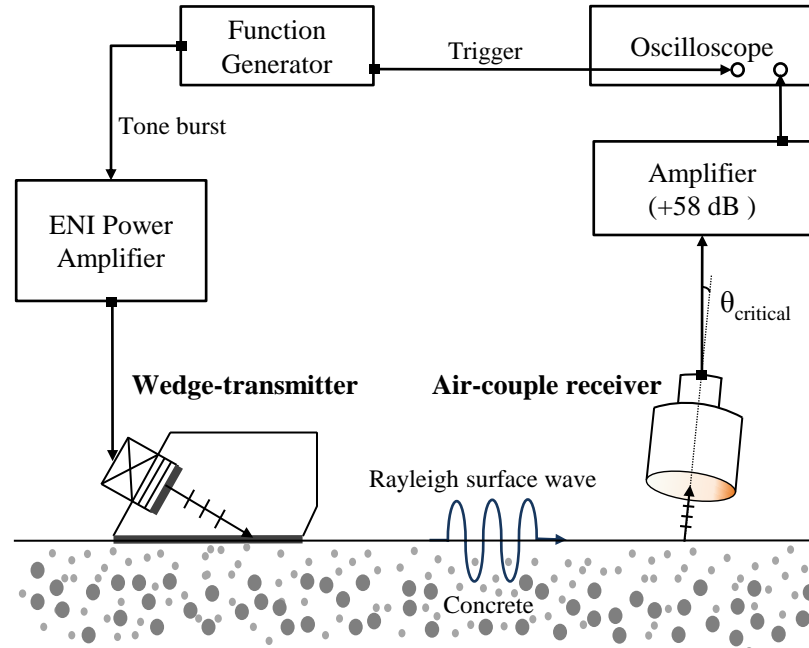 Function
Generator
Oscilloscope
Trigger
Tone burst
Amplifier
(+58 dB )
ENI Power
Amplifier
θcritical
Wedge-transmitter
Air-couple receiver
Rayleigh surface wave
Concrete